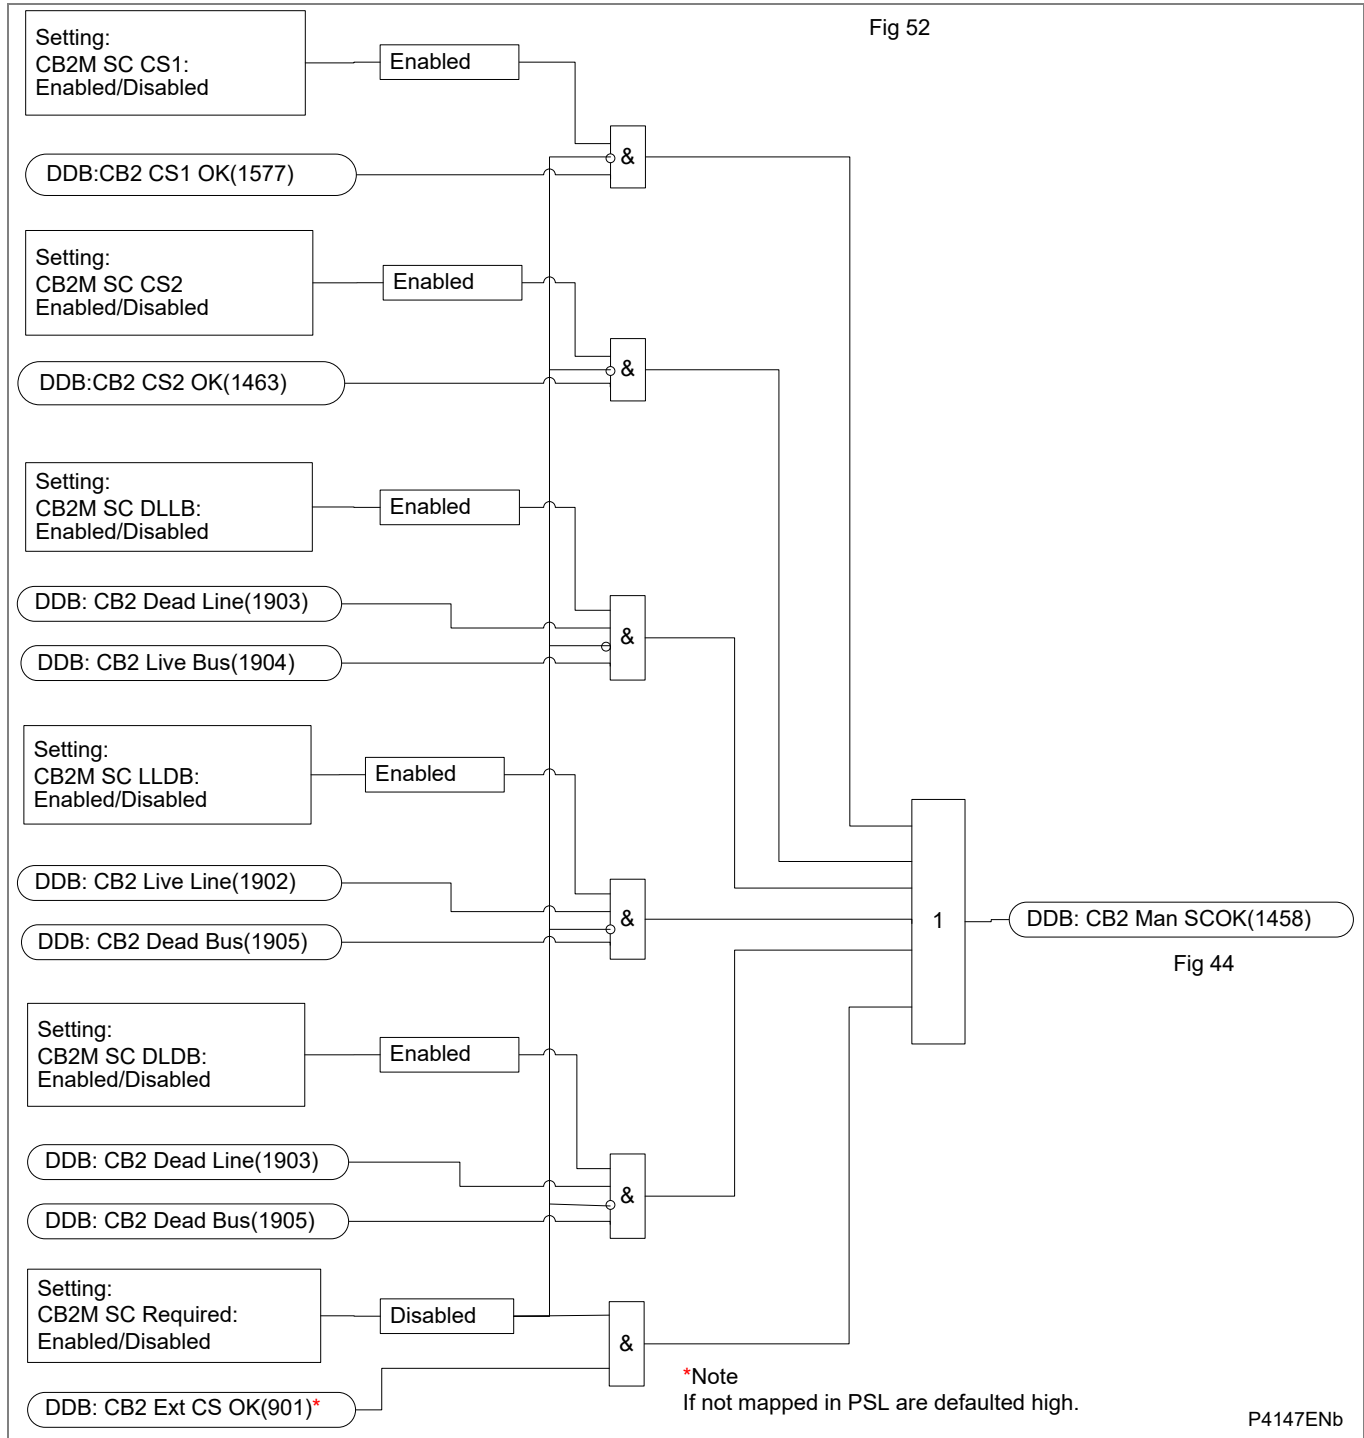 Fig 52
Setting:
CB2M SC CS1:
Enabled/Disabled
Enabled
&
DDB:CB2 CS1 OK(1577)
Setting:
CB2M SC CS2
Enabled/Disabled
Enabled
&
DDB:CB2 CS2 OK(1463)
Setting:
CB2M SC DLLB:
Enabled/Disabled
Enabled
DDB: CB2 Dead Line(1903)
&
DDB: CB2 Live Bus(1904)
Setting:
CB2M SC LLDB:
Enabled/Disabled
Enabled
DDB: CB2 Live Line(1902)
&
DDB: CB2 Dead Bus(1905)
1
DDB: CB2 Man SCOK(1458)
Fig 44
Setting:
CB2M SC DLDB:
Enabled/Disabled
Enabled
DDB: CB2 Dead Line(1903)
&
DDB: CB2 Dead Bus(1905)
Setting:
CB2M SC Required:
Enabled/Disabled
Disabled
&
DDB: CB2 Ext CS OK(901)*
*Note
If not mapped in PSL are defaulted high.
P4147ENb